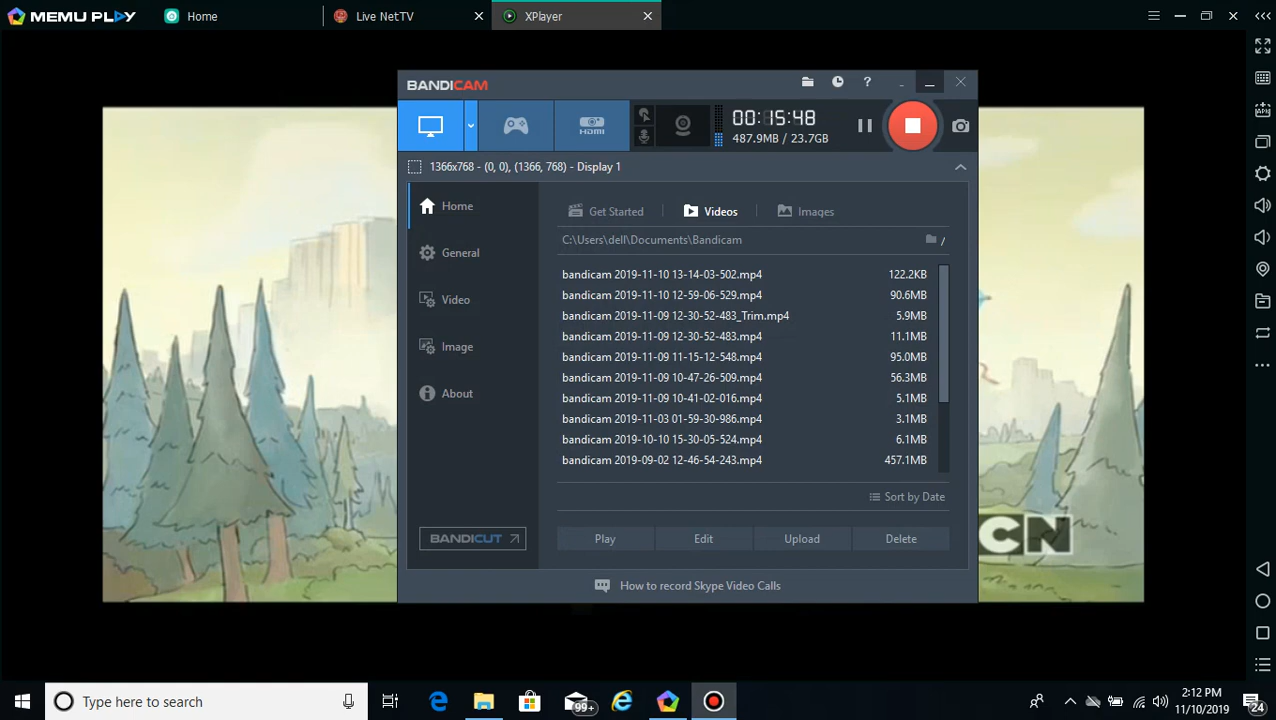 MEMU PLAY
Home
Live NetTV
XPlayer
BANDICAM
HDMI
00:15:48
487.9MB / 23.7GB
1366x768 - (0, 0), (1366, 768) - Display 1
Home
General
Video
Image
About
BANDICUT
Get Started
Videos
Images
C:\Users\dell\Documents\Bandicam
/
bandicam 2019-11-10 13-14-03-502.mp4 122.2KB
bandicam 2019-11-10 12-59-06-529.mp4 90.6MB
bandicam 2019-11-09 12-30-52-483_Trim.mp4 5.9MB
bandicam 2019-11-09 12-30-52-483.mp4 11.1MB
bandicam 2019-11-09 11-15-12-548.mp4 95.0MB
bandicam 2019-11-09 10-47-26-509.mp4 56.3MB
bandicam 2019-11-09 10-41-02-016.mp4 5.1MB
bandicam 2019-11-03 01-59-30-986.mp4 3.1MB
bandicam 2019-10-10 15-30-05-524.mp4 6.1MB
bandicam 2019-09-02 12-46-54-243.mp4 457.1MB
Sort by Date
Play Edit Upload Delete
How to record Skype Video Calls
CN
Type here to search
99+
2:12 PM
11/10/2019
24